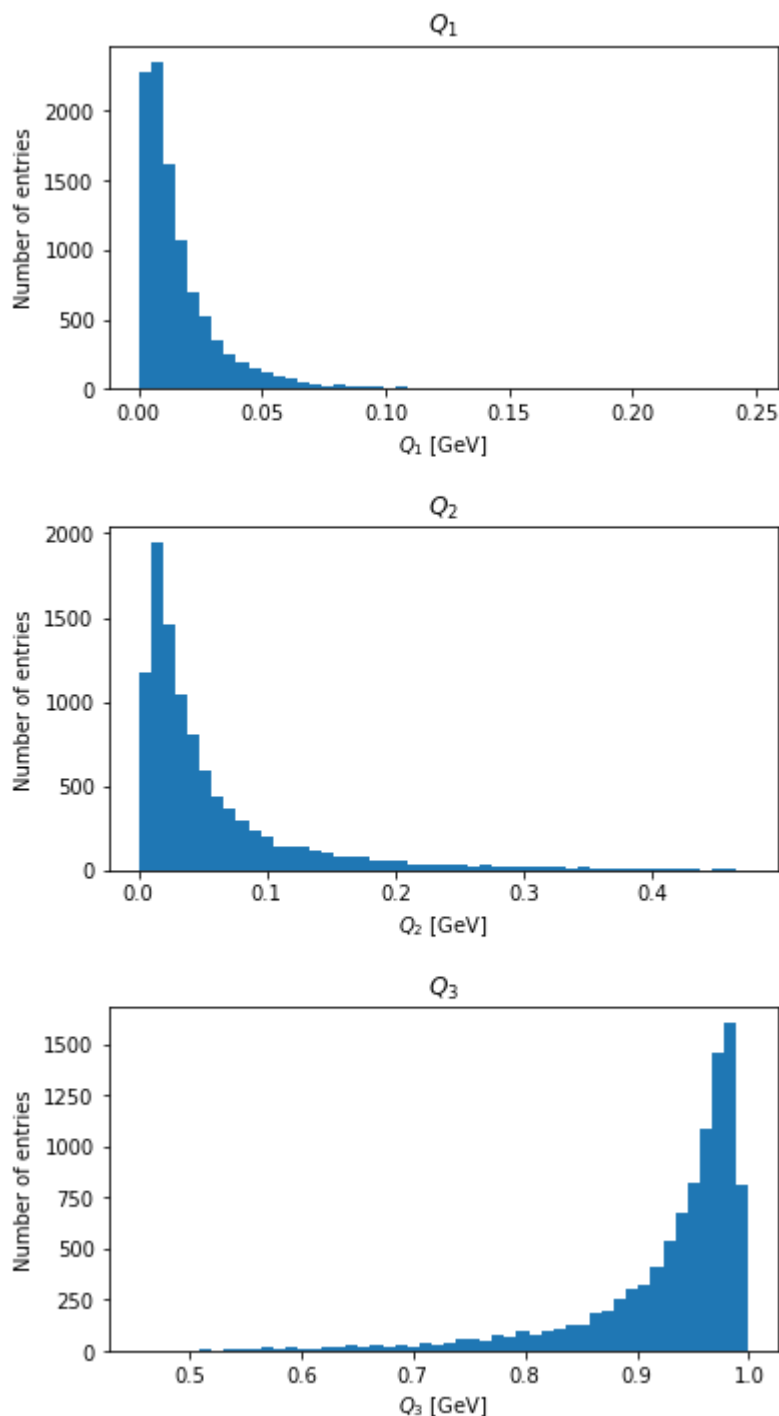 Q₁
Number of entries
2000
1500
1000
500
0
0.00 0.05 0.10 0.15 0.20 0.25
Q₁ [GeV]
Q₂
Number of entries
2000
1500
1000
500
0
0.0 0.1 0.2 0.3 0.4
Q₂ [GeV]
Q₃
Number of entries
1500
1250
1000
750
500
250
0
0.5 0.6 0.7 0.8 0.9 1.0
Q₃ [GeV]